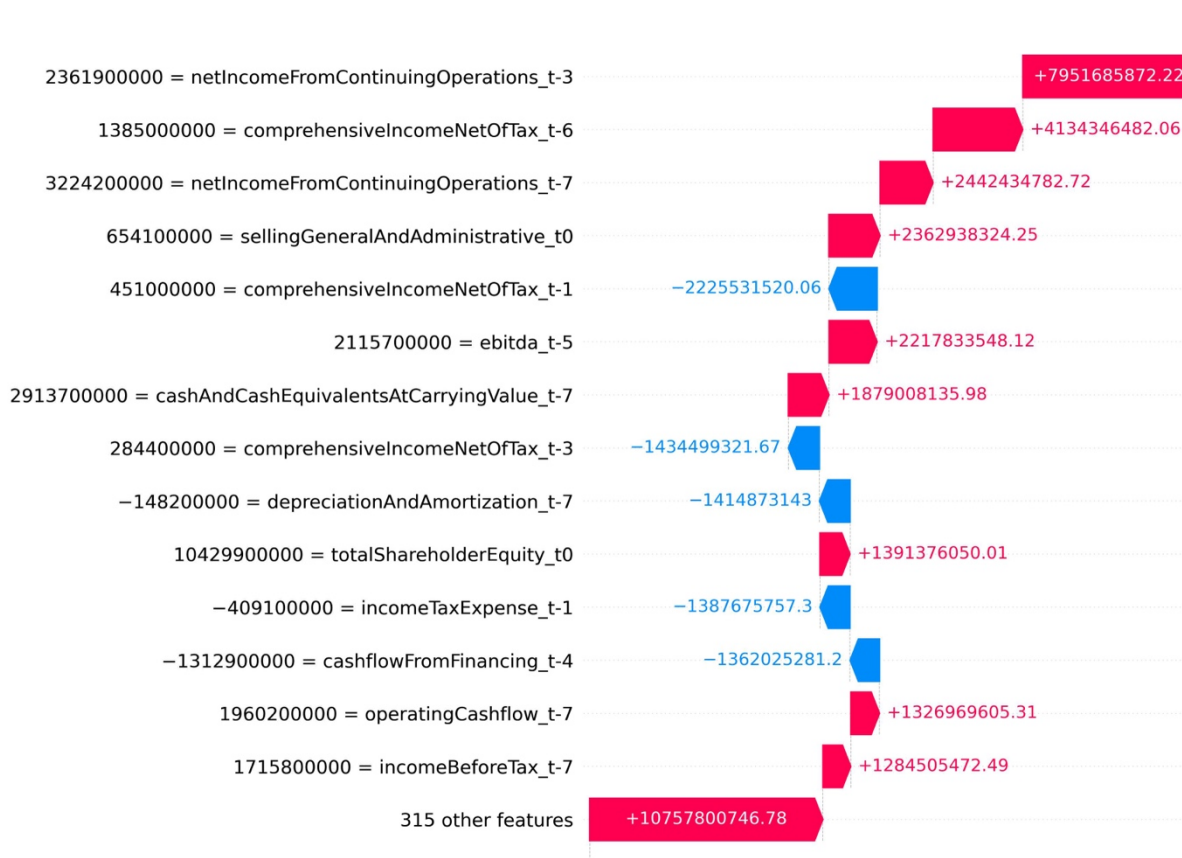 2361900000 = netIncomeFromContinuingOperations_t-3 +7951685872.22
1385000000 = comprehensiveIncomeNetOfTax_t-6 +4134346482.06
3224200000 = netIncomeFromContinuingOperations_t-7 +2442434782.72
654100000 = sellingGeneralAndAdministrative_t0 +2362938324.25
451000000 = comprehensiveIncomeNetOfTax_t-1 −2225531520.06
2115700000 = ebitda_t-5 +2217833548.12
2913700000 = cashAndCashEquivalentsAtCarryingValue_t-7 +1879008135.98
284400000 = comprehensiveIncomeNetOfTax_t-3 −1434499321.67
−148200000 = depreciationAndAmortization_t-7 −1414873143
10429900000 = totalShareholderEquity_t0 +1391376050.01
−409100000 = incomeTaxExpense_t-1 −1387675757.3
−1312900000 = cashflowFromFinancing_t-4 −1362025281.2
1960200000 = operatingCashflow_t-7 +1326969605.31
1715800000 = incomeBeforeTax_t-7 +1284505472.49
315 other features +10757800746.78